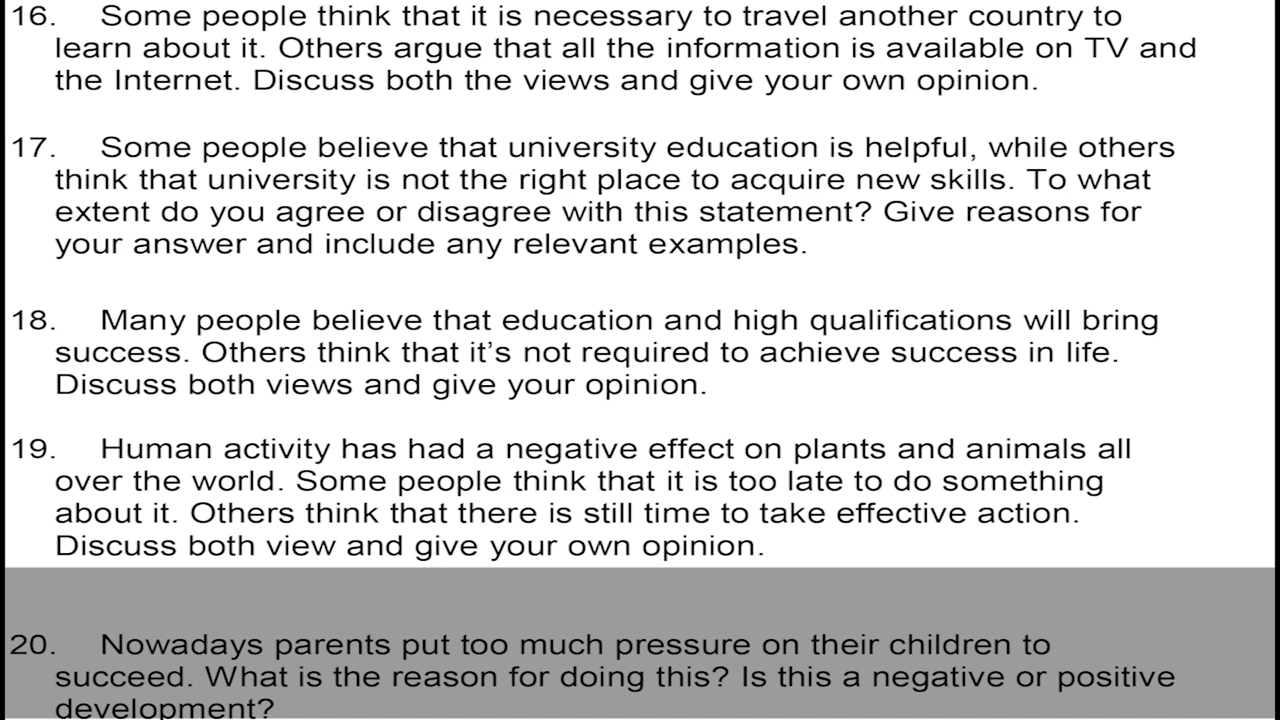 16. Some people think that it is necessary to travel another country to
learn about it. Others argue that all the information is available on TV and
the Internet. Discuss both the views and give your own opinion.
17. Some people believe that university education is helpful, while others
think that university is not the right place to acquire new skills. To what
extent do you agree or disagree with this statement? Give reasons for
your answer and include any relevant examples.
18. Many people believe that education and high qualifications will bring
success. Others think that it’s not required to achieve success in life.
Discuss both views and give your opinion.
19. Human activity has had a negative effect on plants and animals all
over the world. Some people think that it is too late to do something
about it. Others think that there is still time to take effective action.
Discuss both view and give your own opinion.
20. Nowadays parents put too much pressure on their children to
succeed. What is the reason for doing this? Is this a negative or positive
development?